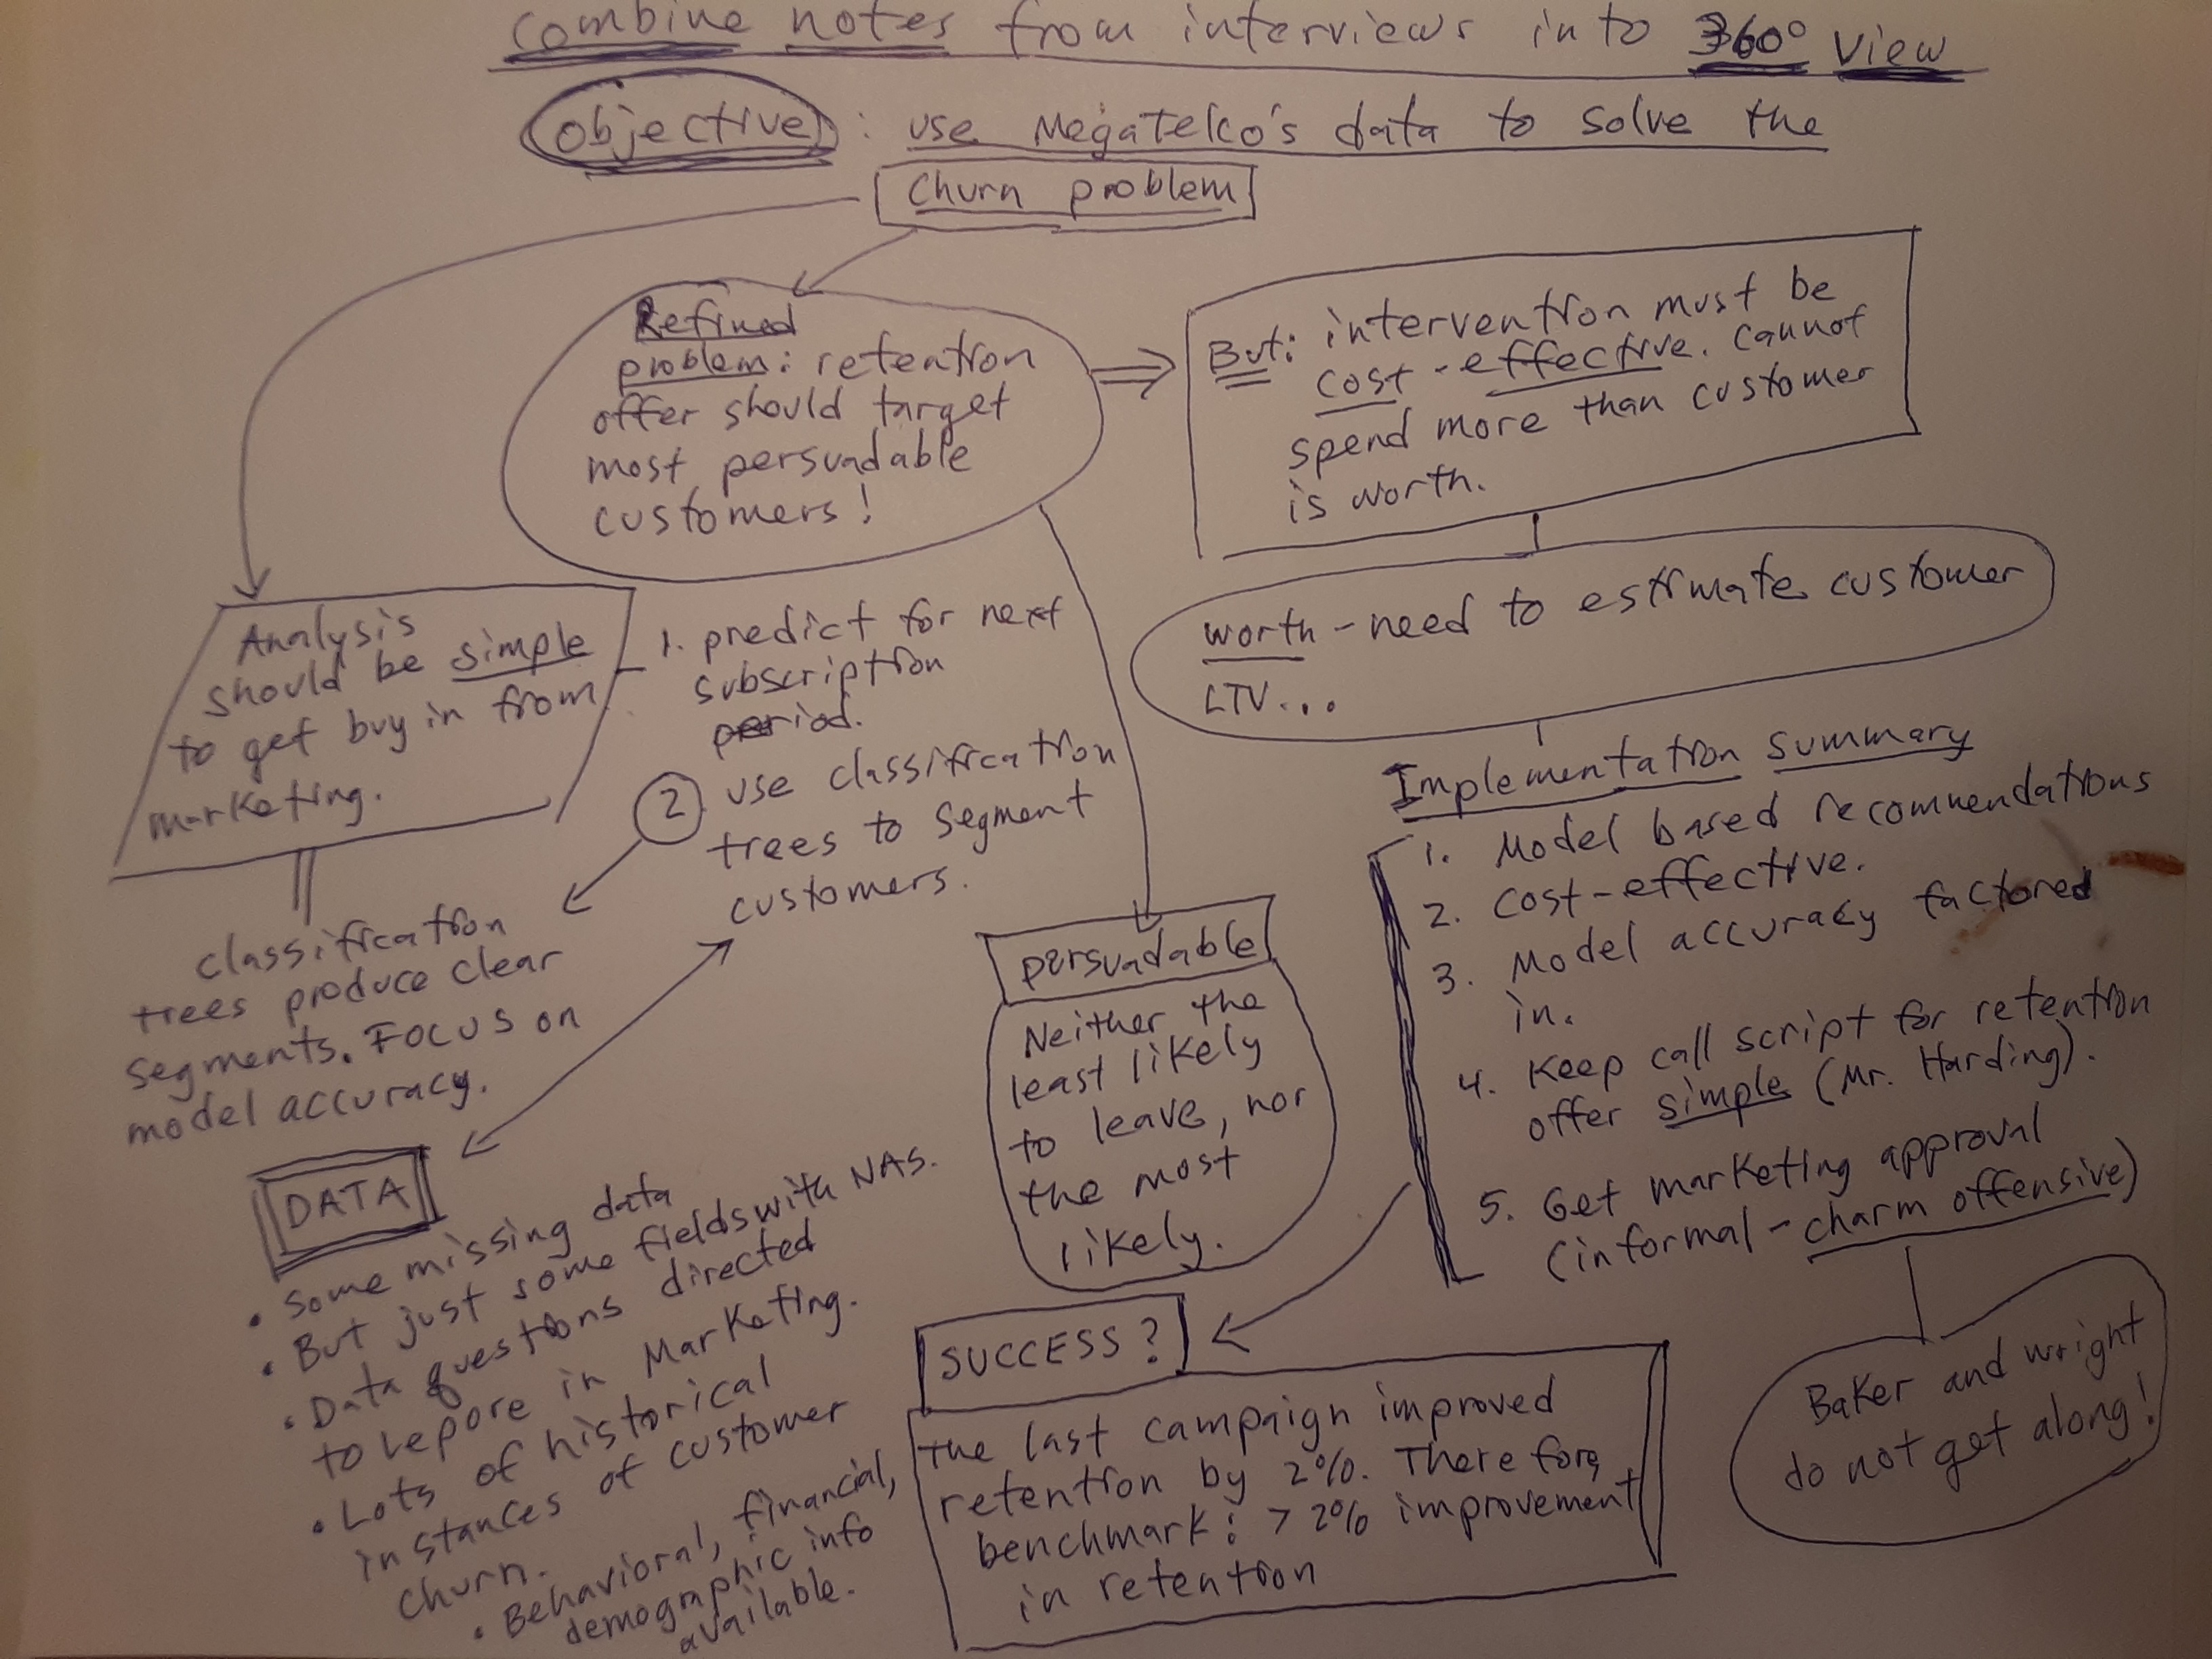 Combine notes from interviews into 360° view
Objective: use Megatelco's data to solve the
Churn problem
Refined
problem: retention
offer should target
most persuadable
customers!
But: intervention must be
cost-effective. Cannot
spend more than customer
is worth.
worth - need to estimate customer
LTV...
Analysis
should be simple
to get buy in from
marketing.
1. predict for next
subscription
period.
2. use classification
trees to segment
customers.
classification
trees produce clear
segments. Focus on
model accuracy.
persuadable
Neither the
least likely
to leave, nor
the most
likely.
Implementation summary
1. Model based recommendations
2. Cost-effective.
3. Model accuracy factored
in.
4. Keep call script for retention
offer simple (Mr. Harding).
5. Get marketing approval
(informal - charm offensive)
Baker and wright
do not get along!
DATA
• Some missing data
• But just some fields with NAs.
• Data questions directed
to Lepore in Marketing.
• Lots of historical
instances of customer
churn.
• Behavioral, financial,
demographic info
available.
SUCCESS?
The last campaign improved
retention by 2%. Therefore,
benchmark: > 2% improvement
in retention